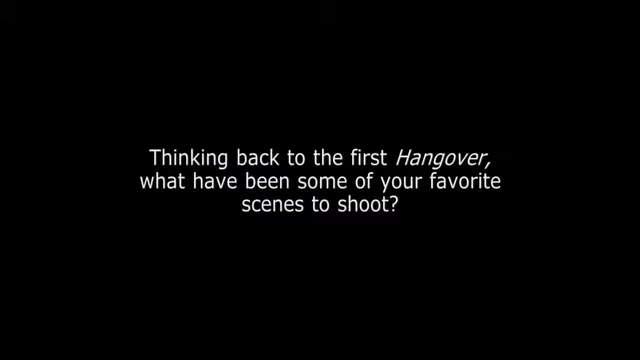 Thinking back to the first Hangover,
what have been some of your favorite
scenes to shoot?